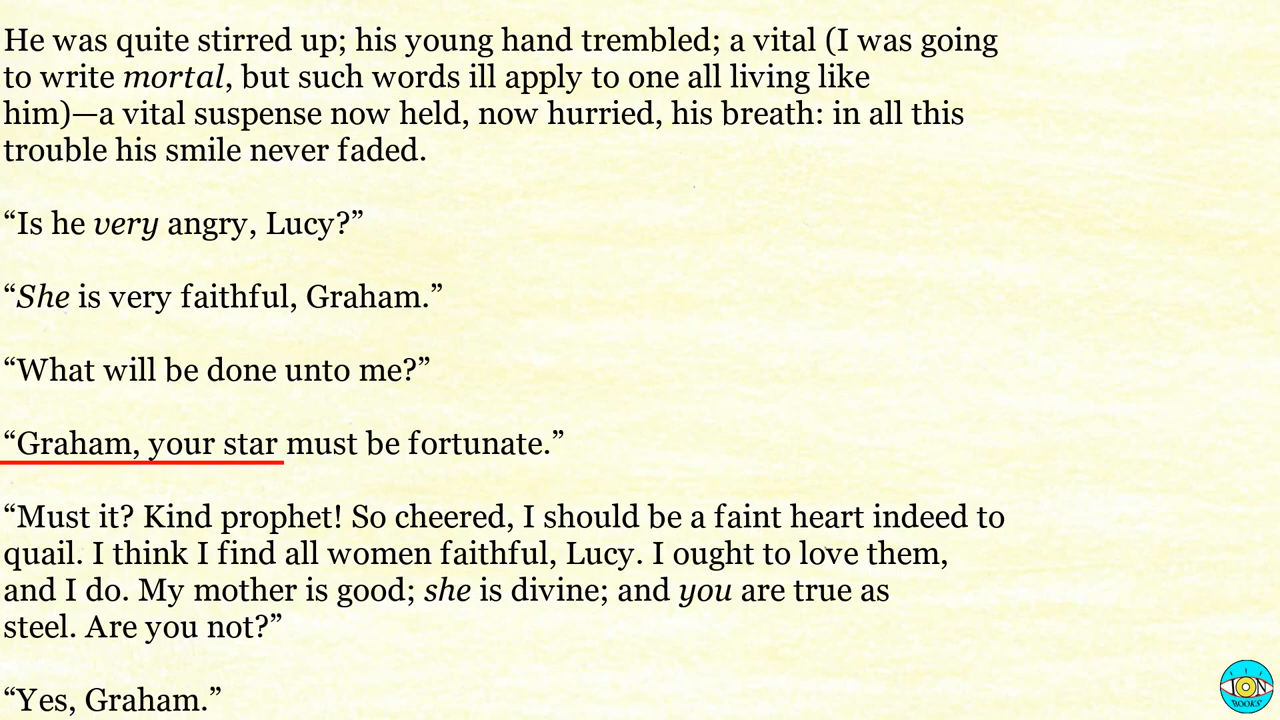 He was quite stirred up; his young hand trembled; a vital (I was going
to write mortal, but such words ill apply to one all living like
him)—a vital suspense now held, now hurried, his breath: in all this
trouble his smile never faded.
“Is he very angry, Lucy?”
“She is very faithful, Graham.”
“What will be done unto me?”
“Graham, your star must be fortunate.”
“Must it? Kind prophet! So cheered, I should be a faint heart indeed to
quail. I think I find all women faithful, Lucy. I ought to love them,
and I do. My mother is good; she is divine; and you are true as
steel. Are you not?”
“Yes, Graham.”
ION
BOOKS